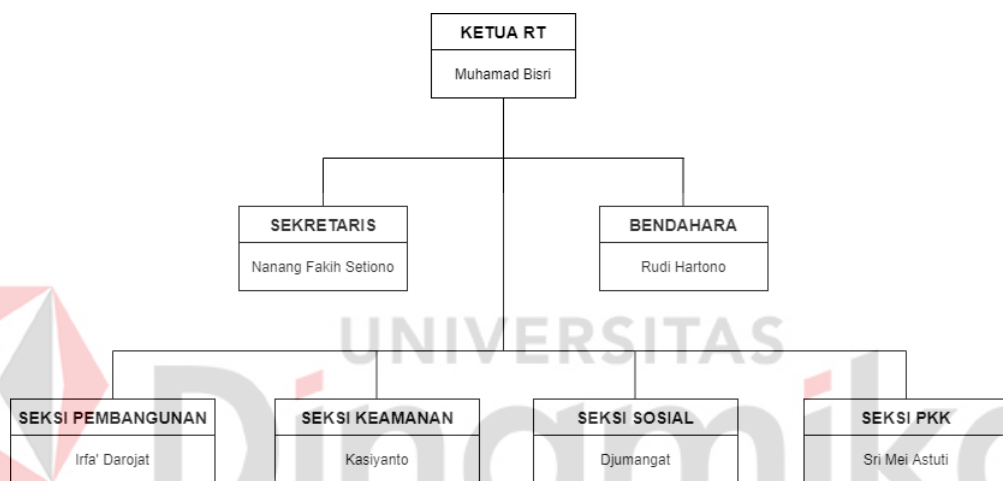 KETUA RT
Muhamad Bisri
SEKRETARIS
Nanang Fakih Setiono
BENDAHARA
Rudi Hartono
UNIVERSITAS
Dinamika
SEKSI PEMBANGUNAN
Irfa' Darojat
SEKSI KEAMANAN
Kasiyanto
SEKSI SOSIAL
Djumangat
SEKSI PKK
Sri Mei Astuti